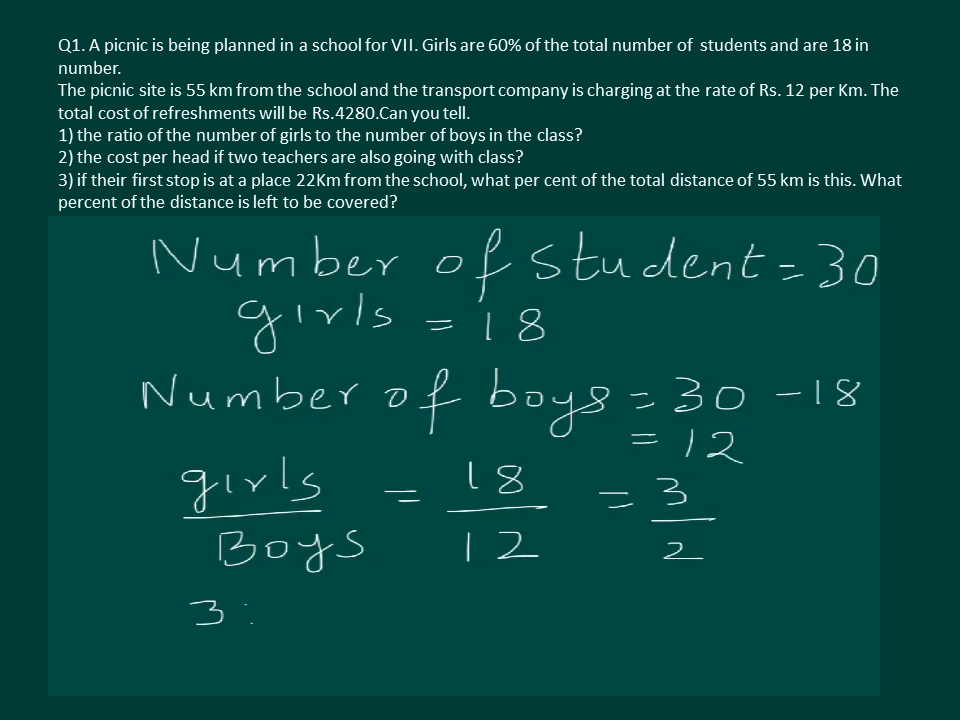 Q1. A picnic is being planned in a school for VII. Girls are 60% of the total number of students and are 18 in
number.
The picnic site is 55 km from the school and the transport company is charging at the rate of Rs. 12 per Km. The
total cost of refreshments will be Rs.4280.Can you tell.
1) the ratio of the number of girls to the number of boys in the class?
2) the cost per head if two teachers are also going with class?
3) if their first stop is at a place 22Km from the school, what per cent of the total distance of 55 km is this. What
percent of the distance is left to be covered?
Number of student = 30
girls = 18
Number of boys = 30 - 18
= 12
girls = 18 = 3
Boys 12 2
3 :